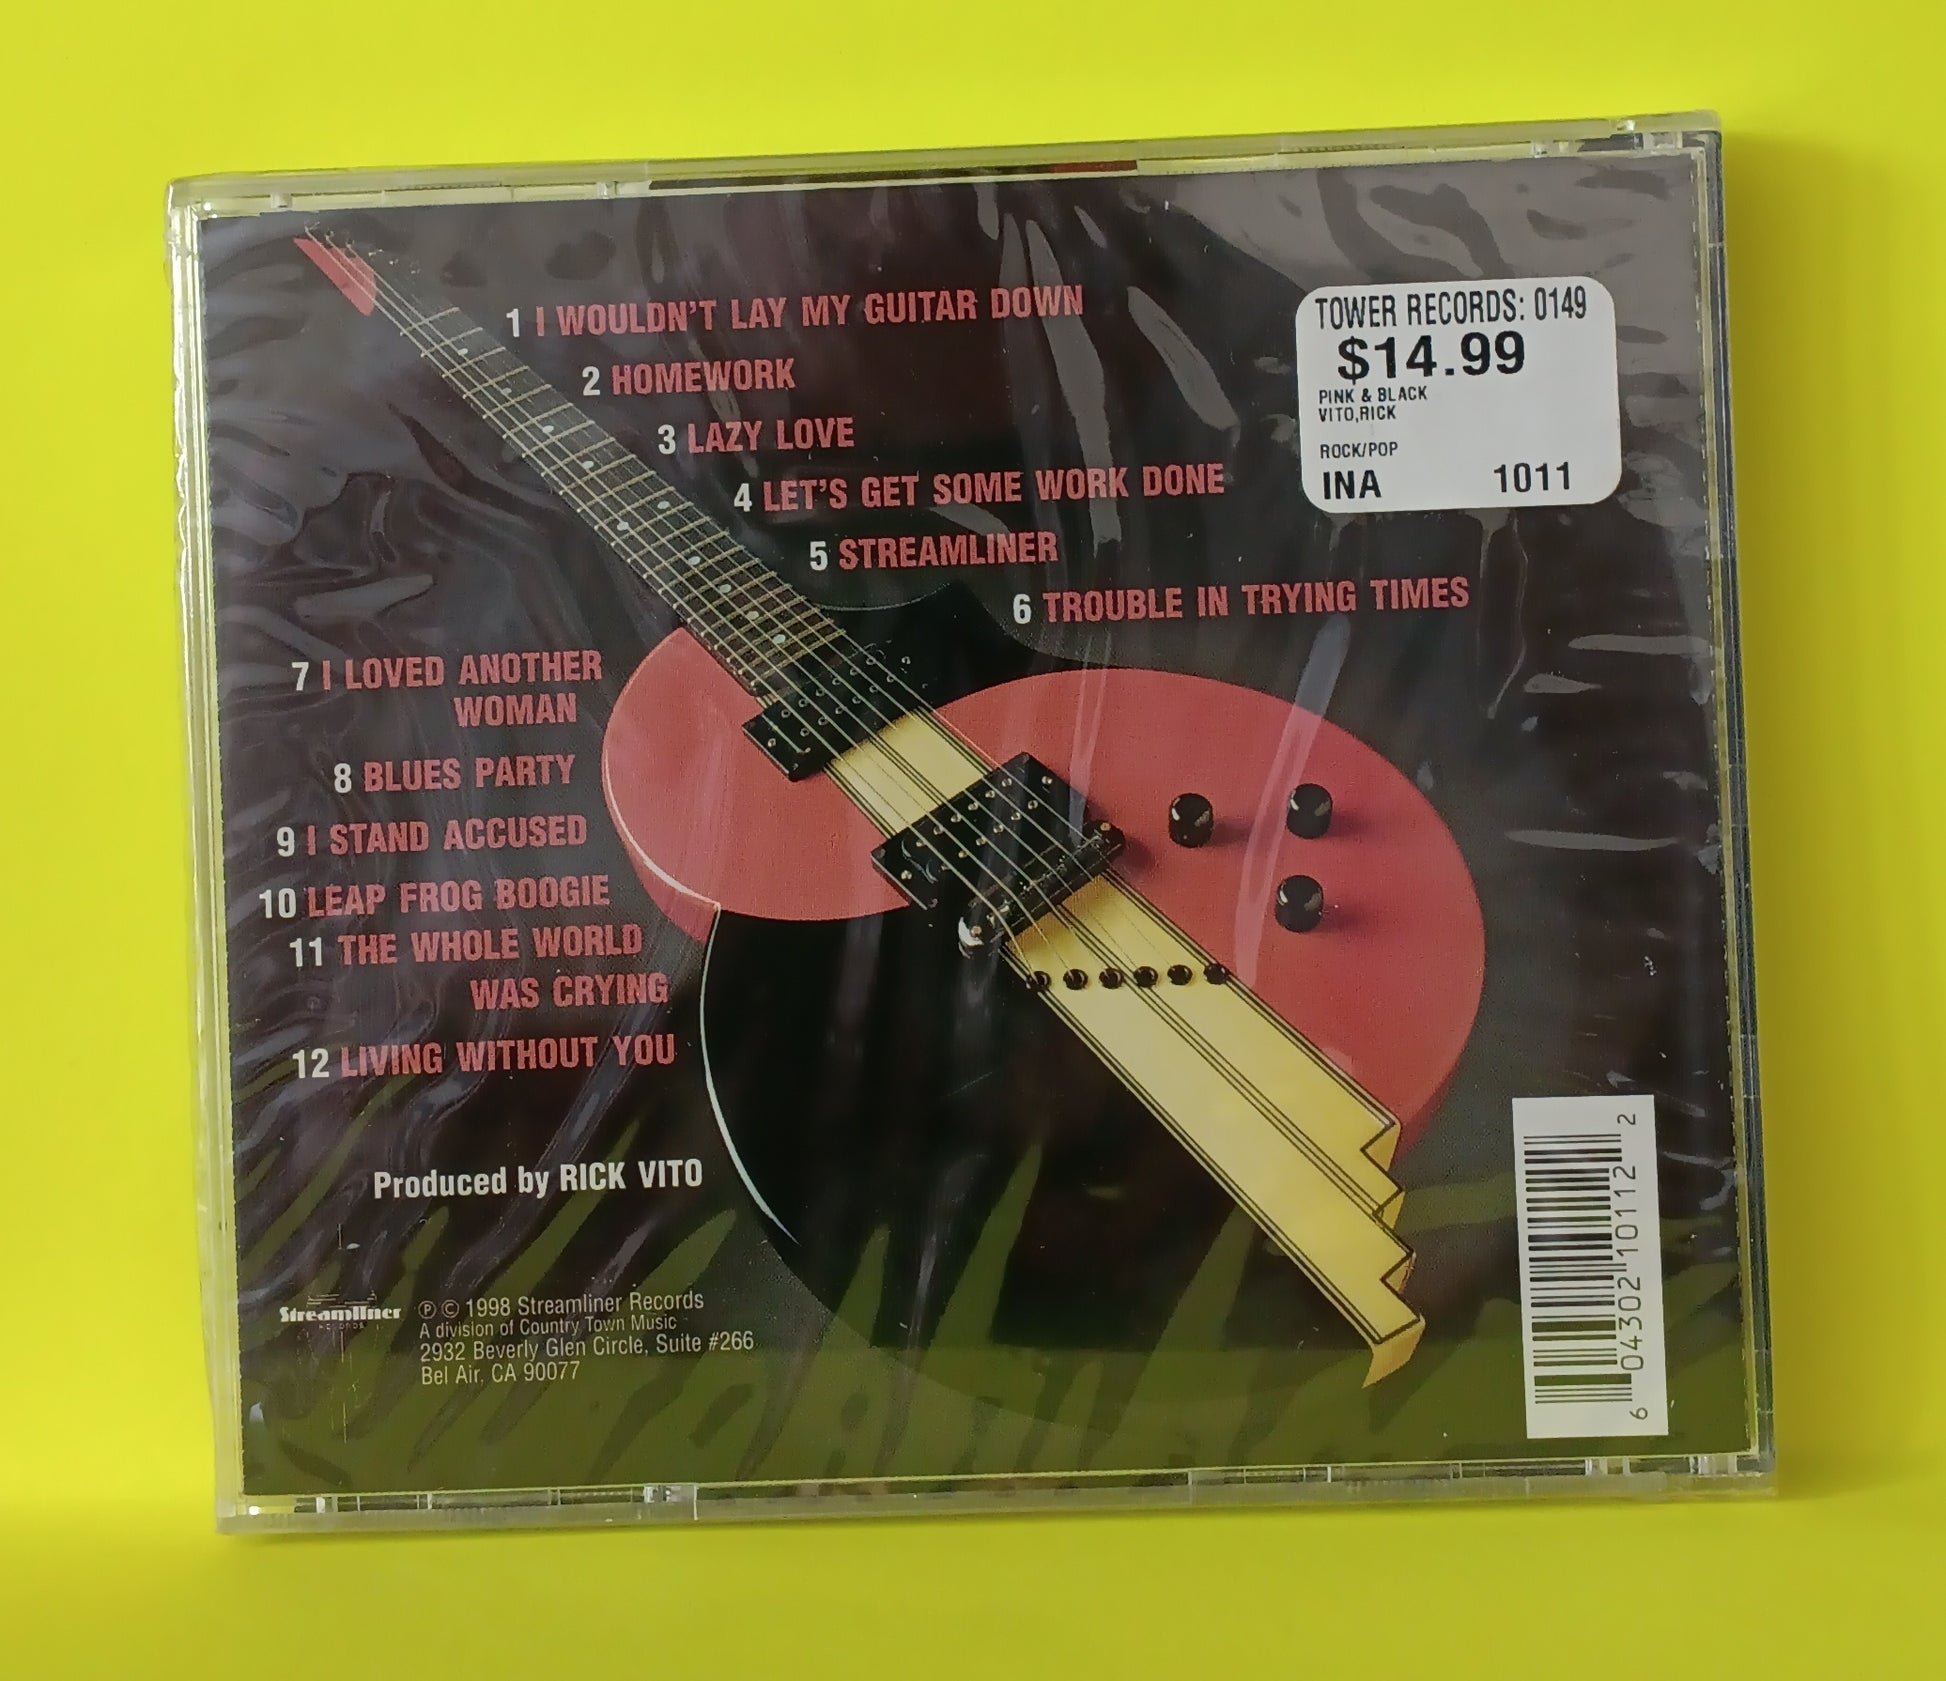 1 I WOULDN'T LAY MY GUITAR DOWN
2 HOMEWORK
3 LAZY LOVE
4 LET'S GET SOME WORK DONE
5 STREAMLINER
6 TROUBLE IN TRYING TIMES
7 I LOVED ANOTHER
WOMAN
8 BLUES PARTY
9 I STAND ACCUSED
10 LEAP FROG BOOGIE
11 THE WHOLE WORLD
WAS CRYING
12 LIVING WITHOUT YOU
Produced by RICK VITO
Streamliner
RECORDS
℗ © 1998 Streamliner Records
A division of Country Town Music
2932 Beverly Glen Circle, Suite #266
Bel Air, CA 90077
TOWER RECORDS: 0149
$14.99
PINK & BLACK
VITO,RICK
ROCK/POP
INA 1011
6 04302 10112 2